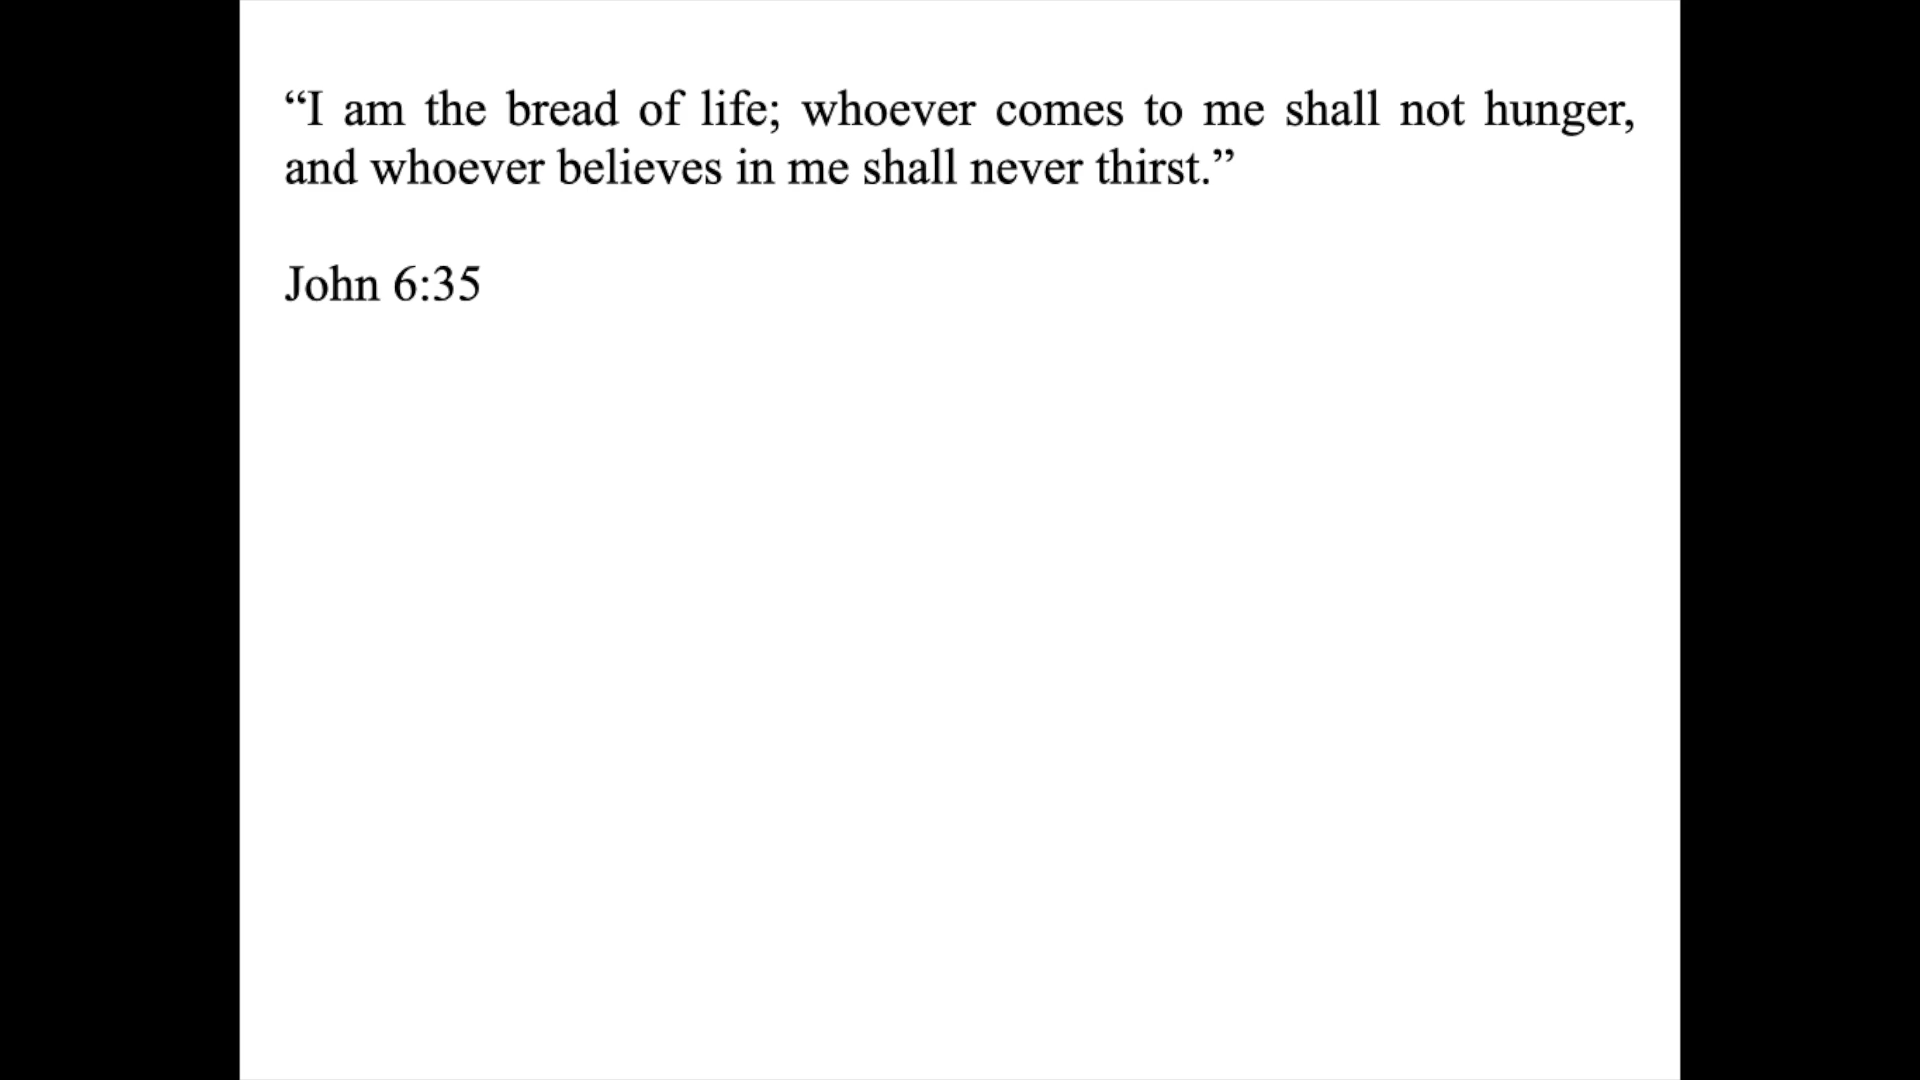 “I am the bread of life; whoever comes to me shall not hunger,
and whoever believes in me shall never thirst.”
John 6:35